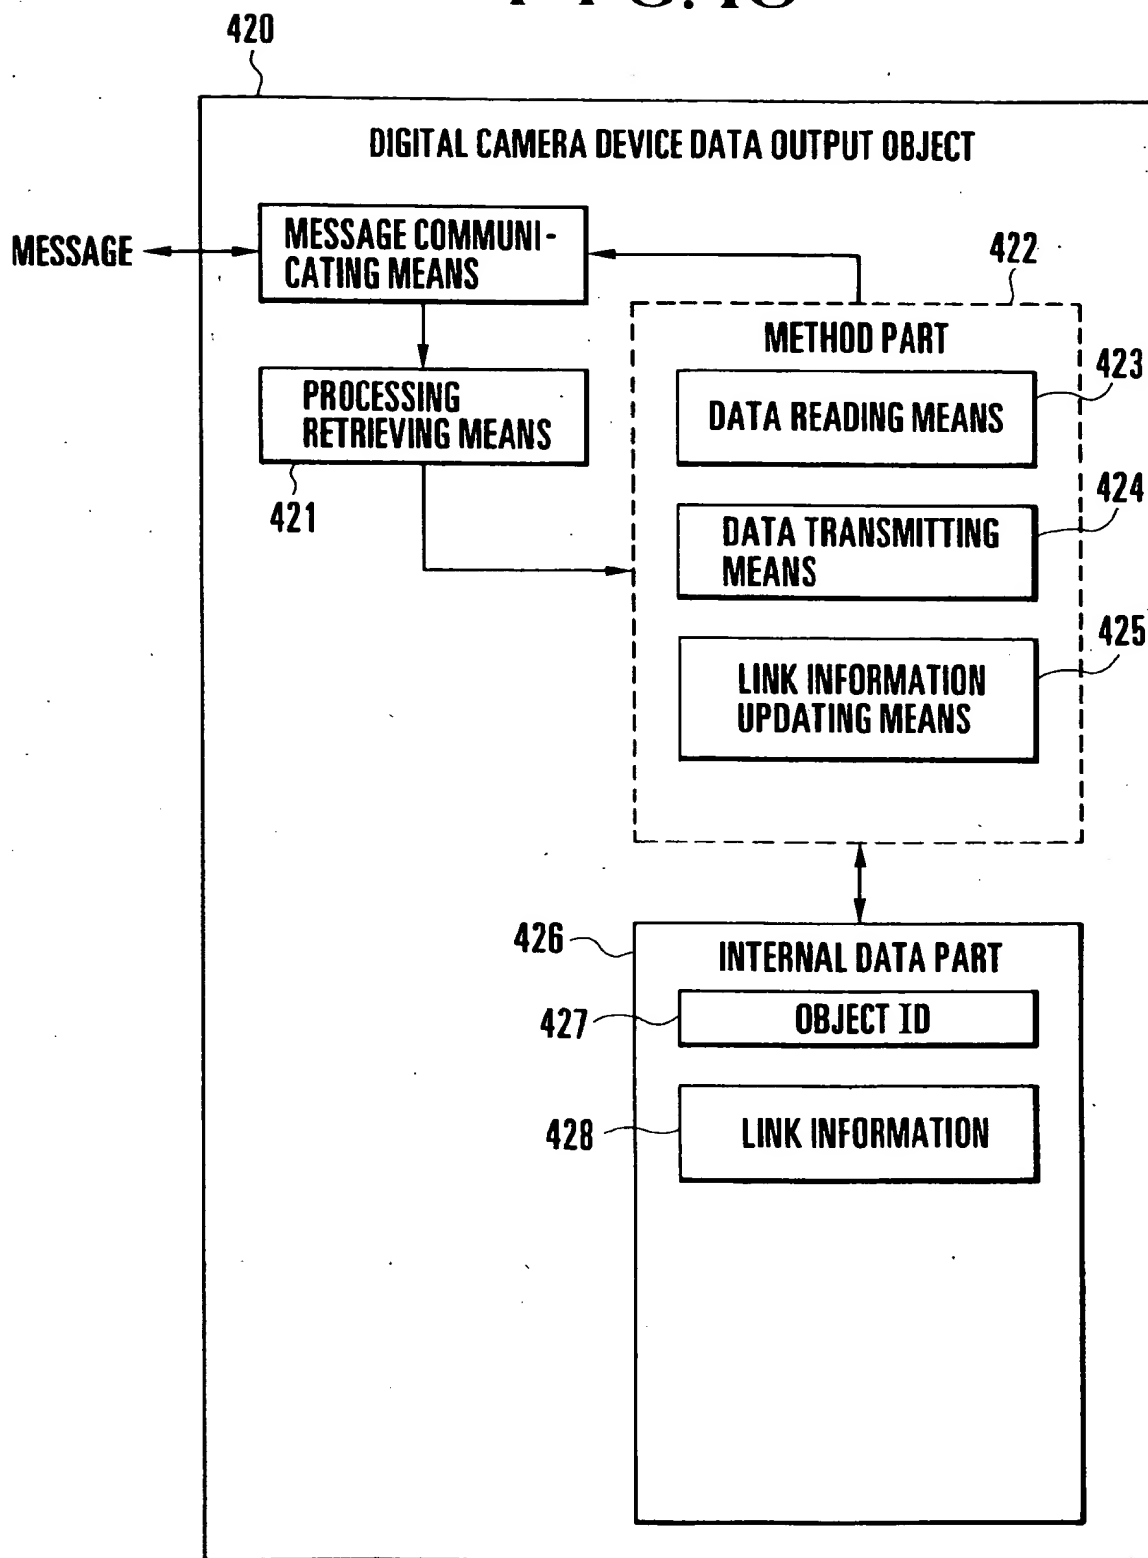 420
DIGITAL CAMERA DEVICE DATA OUTPUT OBJECT
MESSAGE
MESSAGE COMMUNI-
CATING MEANS
422
METHOD PART
423
DATA READING MEANS
PROCESSING
RETRIEVING MEANS
421
424
DATA TRANSMITTING
MEANS
425
LINK INFORMATION
UPDATING MEANS
426
INTERNAL DATA PART
427
OBJECT ID
428
LINK INFORMATION